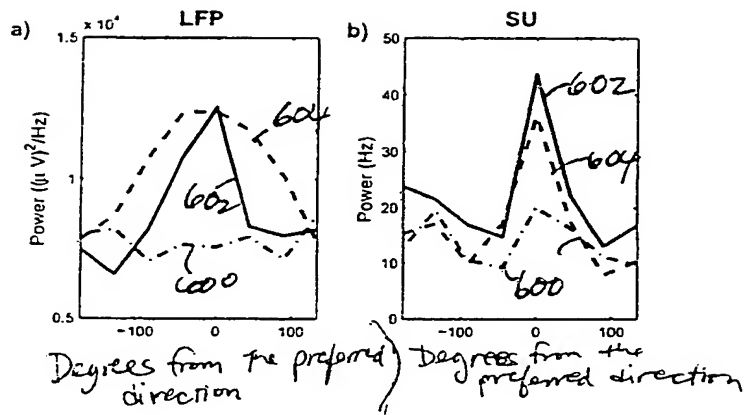 LFP
SU
a)
1.5 x 10⁴
b)
50
602
604
40
Power ((μ V)²/Hz)
1
Power (Hz)
30
604
602
20
600
10
600
0.5
0
-100 0 100
-100 0 100
Degrees from the preferred
direction
Degrees from the
preferred direction